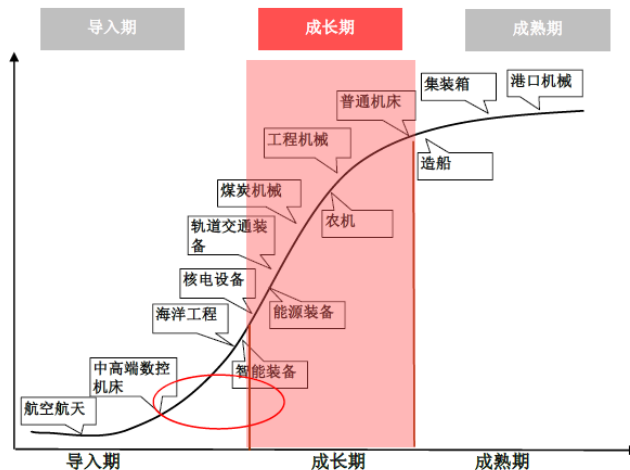 导入期
成长期
成熟期
集装箱
港口机械
普通机床
工程机械
造船
煤炭机械
农机
轨道交通装
备
核电设备
能源装备
海洋工程
智能装备
中高端数控
机床
航空航天
导入期
成长期
成熟期